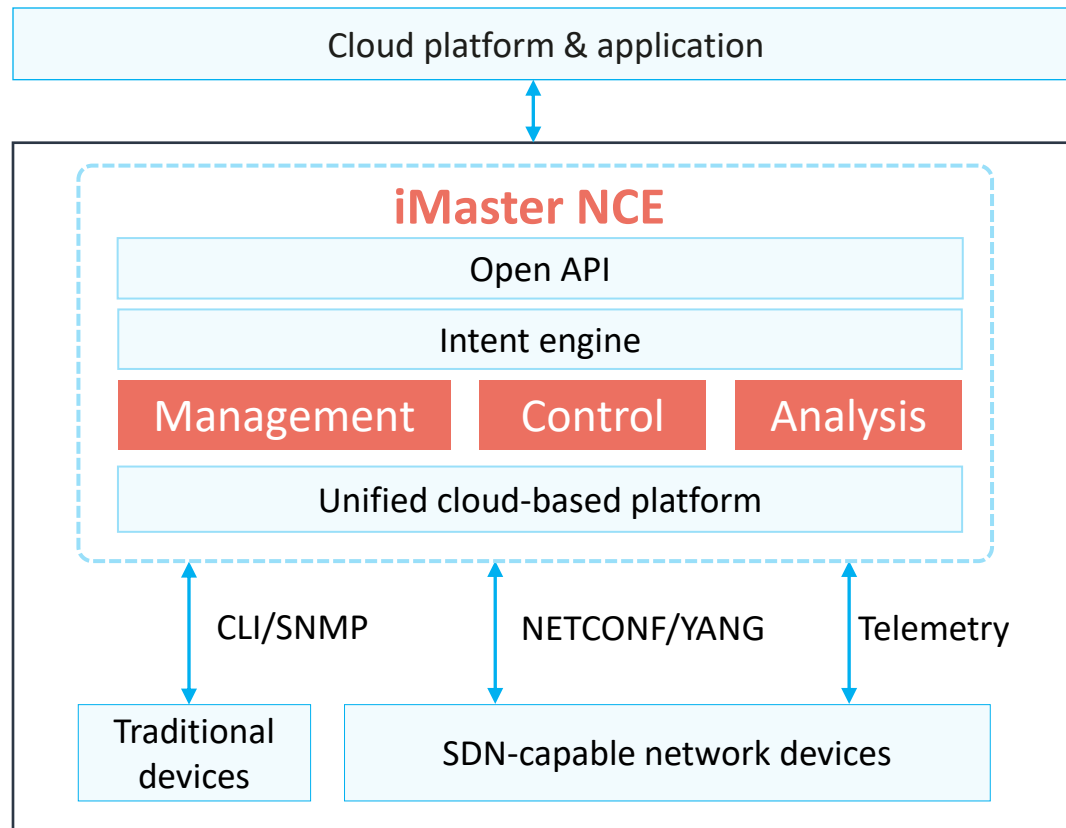 Cloud platform & application
iMaster NCE
Open API
Intent engine
Management
Control
Analysis
Unified cloud-based platform
CLI/SNMP
NETCONF/YANG
Telemetry
Traditional
devices
SDN-capable network devices